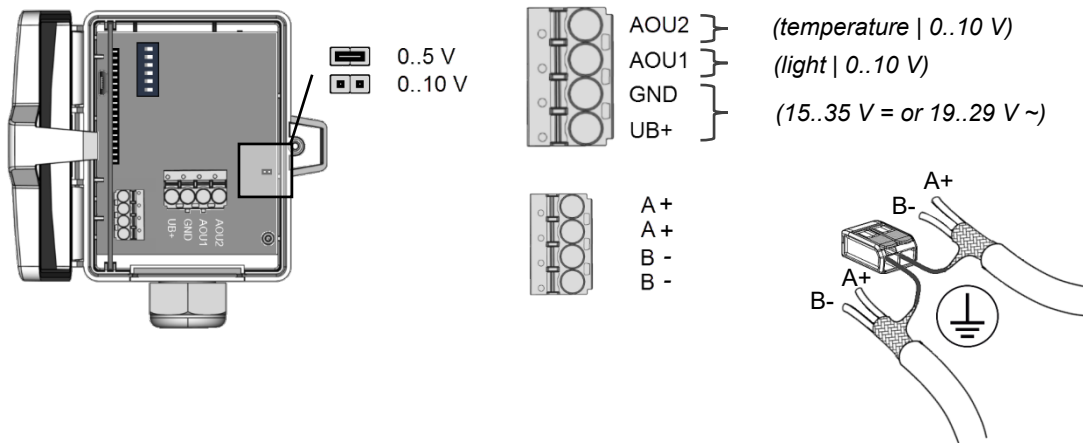 0..5 V
0..10 V
UB+
GND
AOU1
AOU2
AOU2 (temperature | 0..10 V)
AOU1 (light | 0..10 V)
GND
UB+
(15..35 V = or 19..29 V ~)
A +
A +
B -
B -
A+
B-
A+
B-